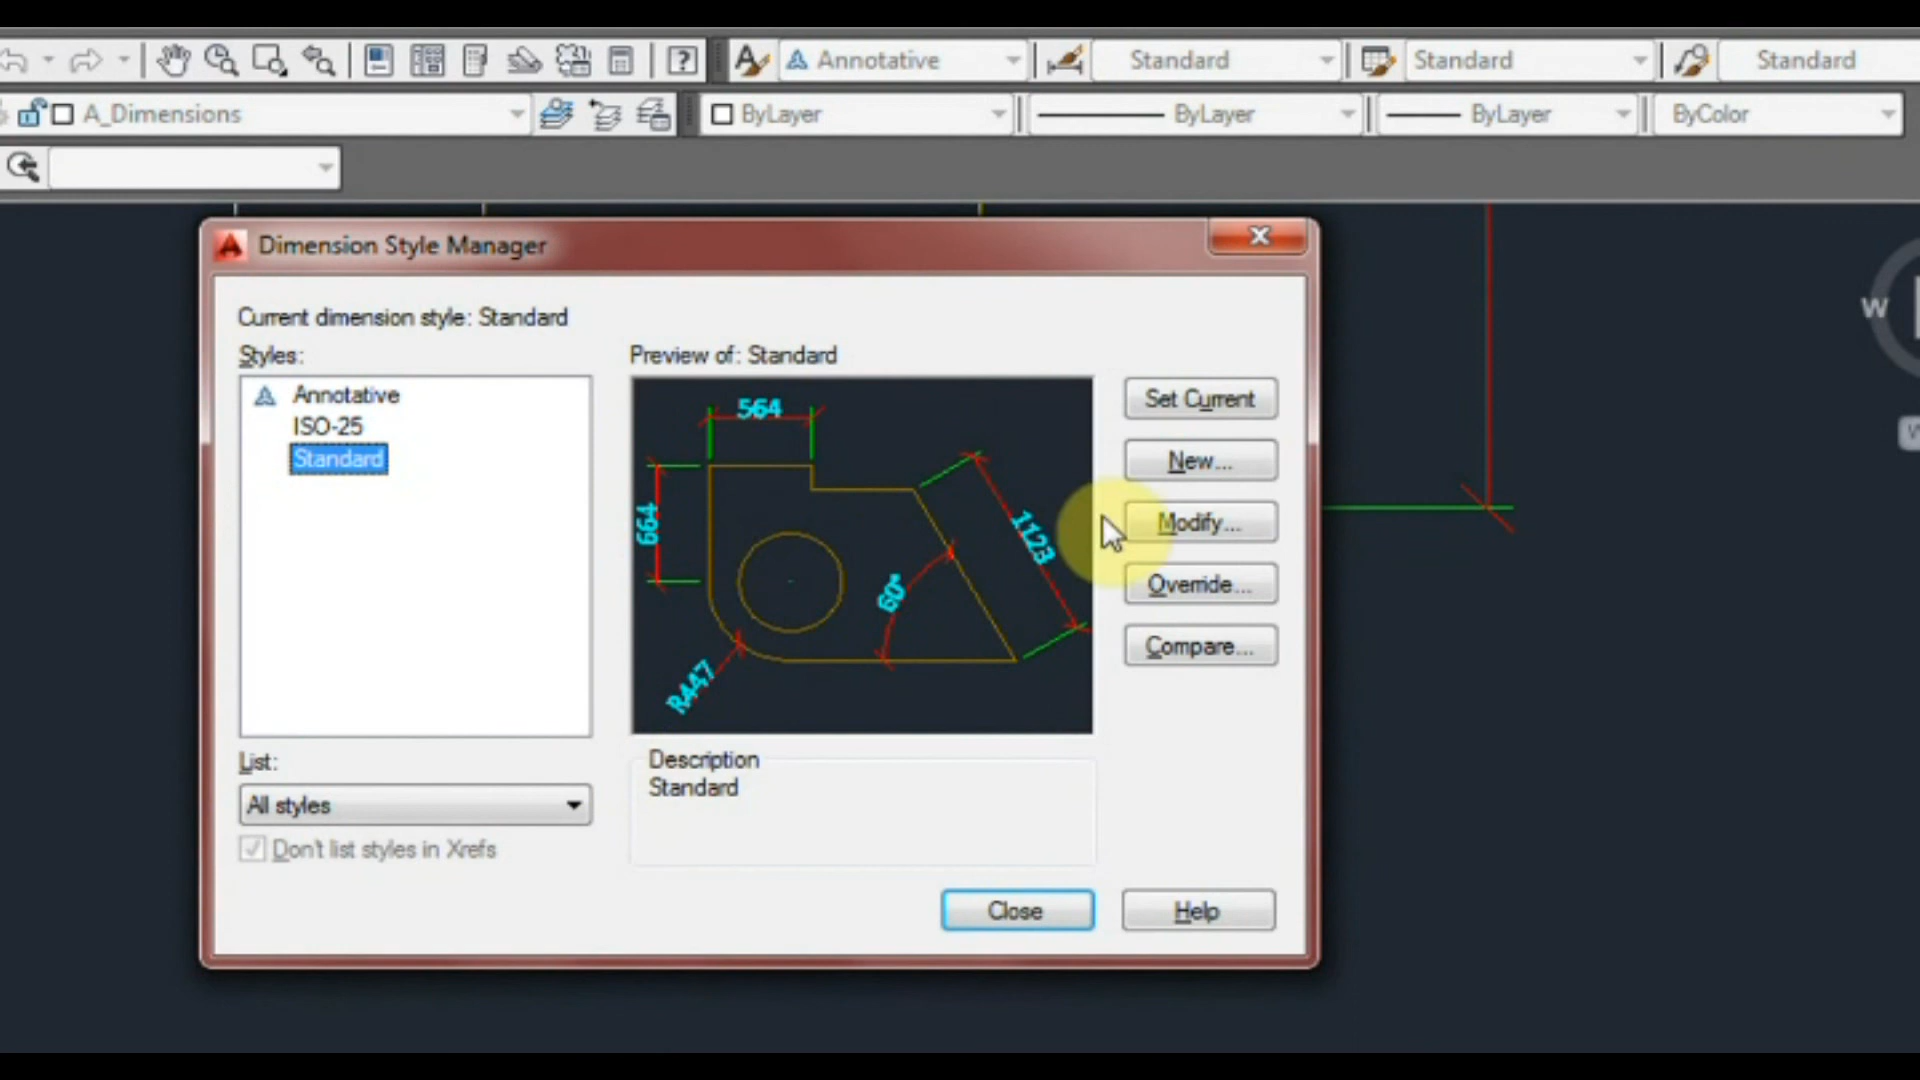 Annotative Standard Standard Standard
A_Dimensions ByLayer ByLayer ByLayer ByColor
Dimension Style Manager
W
Current dimension style: Standard
Styles:
Preview of: Standard
Annotative
ISO-25
Standard
564
664
1123
60°
R447
Set Current
New...
Modify...
Override...
Compare...
List:
All styles
Don't list styles in Xrefs
Description
Standard
Close
Help